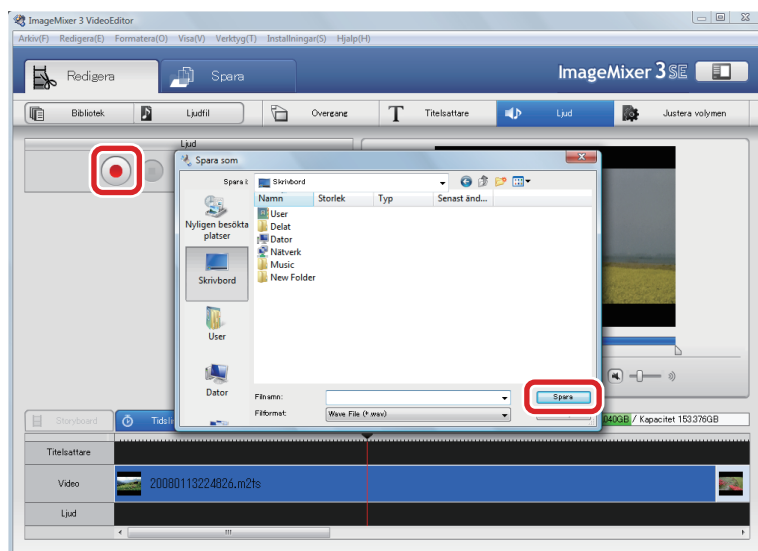 ImageMixer 3 VideoEditor
Arkiv(F) Redigera(E) Formatera(O) Visa(V) Verktyg(T) Installningar(S) Hjalp(H)
Redigera Spara ImageMixer 3 SE
Bibliotek Ljudfil Overgang T Titelsattare Ljud Justera volymen
Ljud
Spara som
Spara i: Skrivbord
Namn Storlek Typ Senast änd...
Nyligen besökta platser
Skrivbord
User
Dator
User
Delat
Dator
Nätverk
Music
New Folder
Filnamn: Spara
Filformat: Wave File (*.wav)
Storyboard 040GB / Kapacitet 153376GB
Titelsattare
Video 20080113224826.m2ts
Ljud